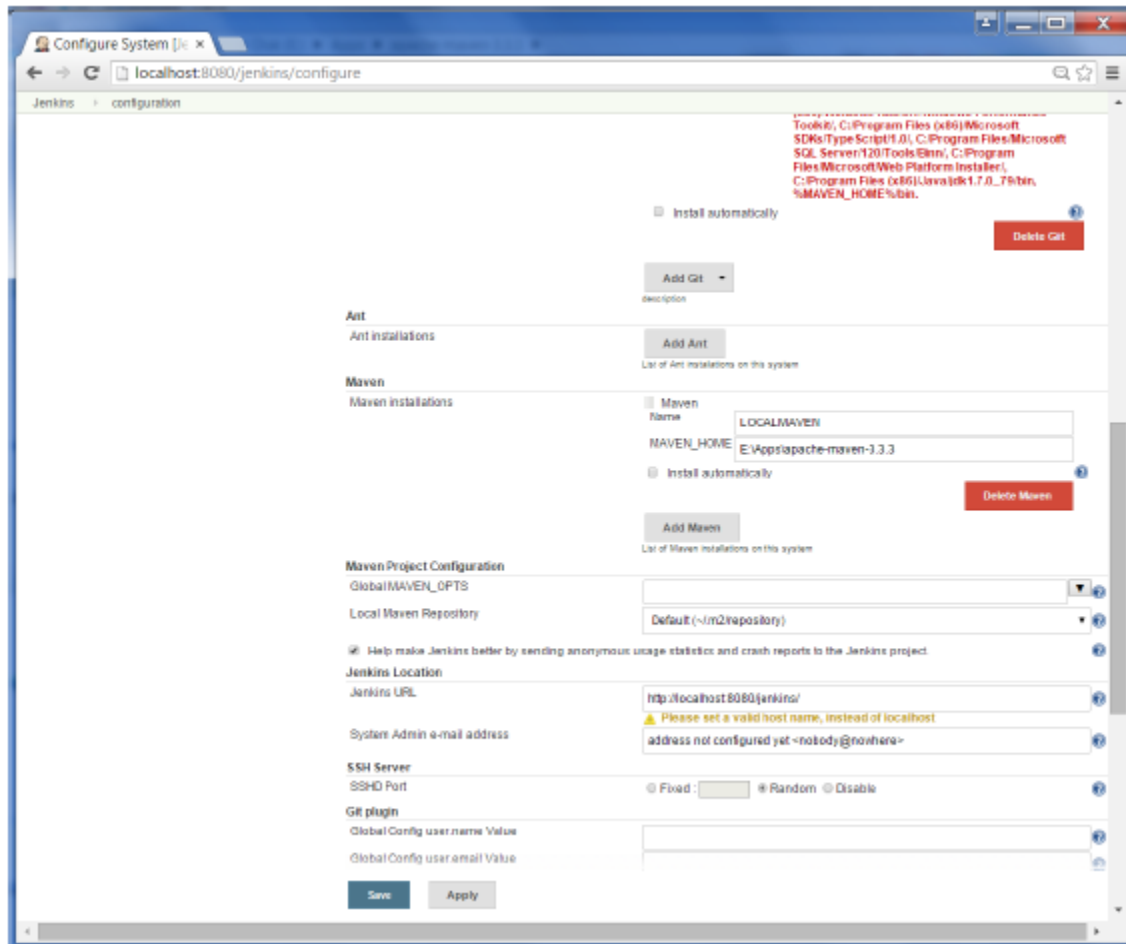 Configure System [Je
localhost:8080/jenkins/configure
Jenkins configuration
Toolkit/, C:/Program Files (x86)/Microsoft
SDKs/TypeScript/1.0/, C:/Program Files/Microsoft
SQL Server/120/Tools/Binn/, C:/Program
Files/Microsoft/Web Platform Installer/,
C:/Program Files (x86)/Java/jdk1.7.0_79/bin,
%MAVEN_HOME%/bin.
Install automatically
Delete Git
Add Git
description
Ant
Ant installations
Add Ant
List of Ant installations on this system
Maven
Maven installations
Maven
Name
LOCALMAVEN
MAVEN_HOME
E:\Apps\apache-maven-3.3.3
Install automatically
Delete Maven
Add Maven
List of Maven installations on this system
Maven Project Configuration
Global MAVEN_OPTS
Local Maven Repository
Default (~/.m2/repository)
Help make Jenkins better by sending anonymous usage statistics and crash reports to the Jenkins project.
Jenkins Location
Jenkins URL
http://localhost:8080/jenkins/
Please set a valid host name, instead of localhost
System Admin e-mail address
address not configured yet <nobody@nowhere>
SSH Server
SSHD Port
Fixed : Random Disable
Git plugin
Global Config user.name Value
Global Config user.email Value
Save Apply